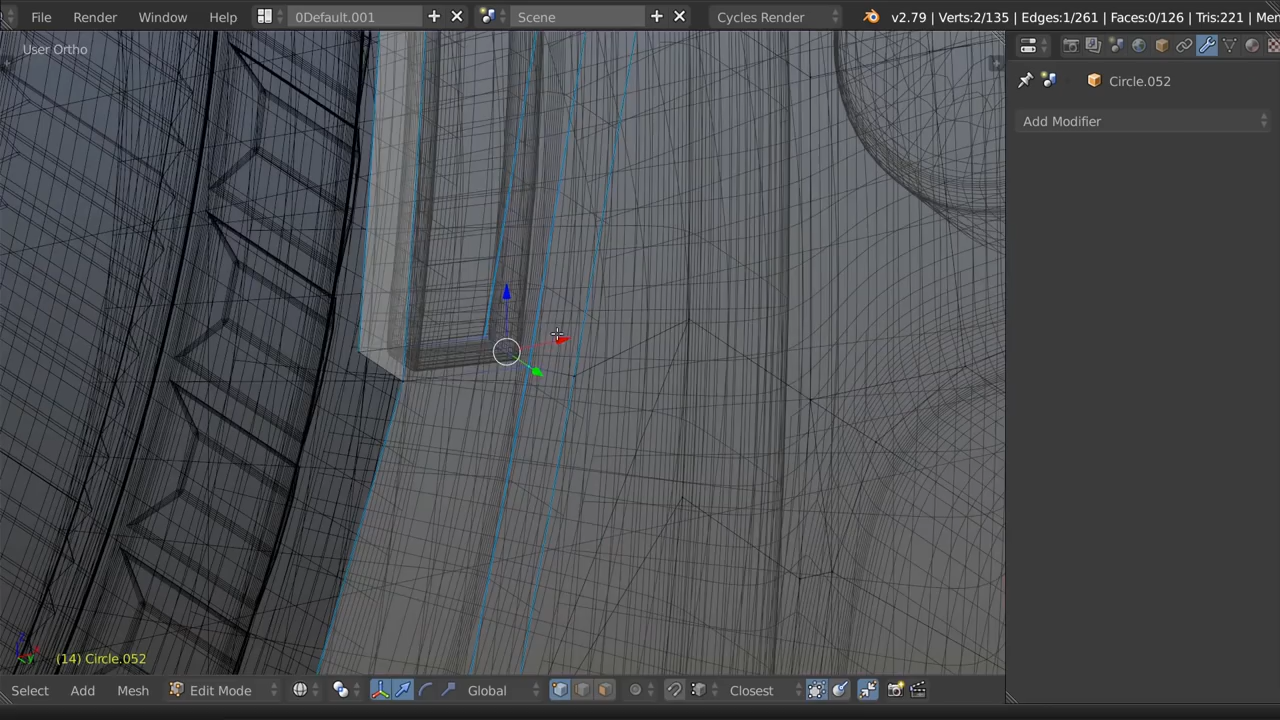 File Render Window Help 0Default.001 Scene Cycles Render v2.79 | Verts:2/135 | Edges:1/261 | Faces:0/126 | Tris:221 | Mer
User Ortho
Circle.052
Add Modifier
(14) Circle.052
Select Add Mesh Edit Mode Global Closest